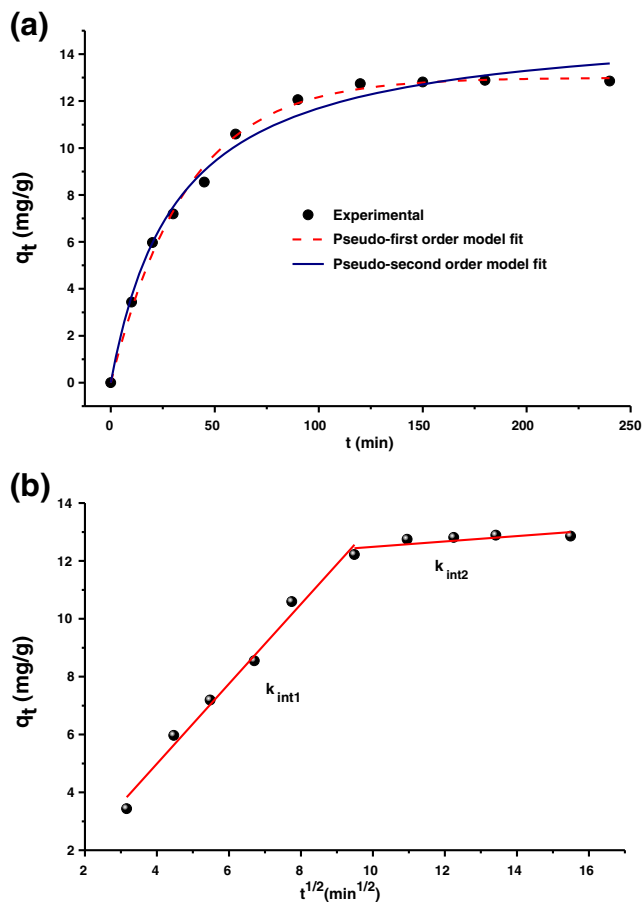 (a)
14
12
10
8
6
4
2
0
q_t (mg/g)
Experimental
Pseudo-first order model fit
Pseudo-second order model fit
0 50 100 150 200 250
t (min)
(b)
14
12
10
8
6
4
2
q_t (mg/g)
k_int2
k_int1
2 4 6 8 10 12 14 16
t^1/2(min^1/2)